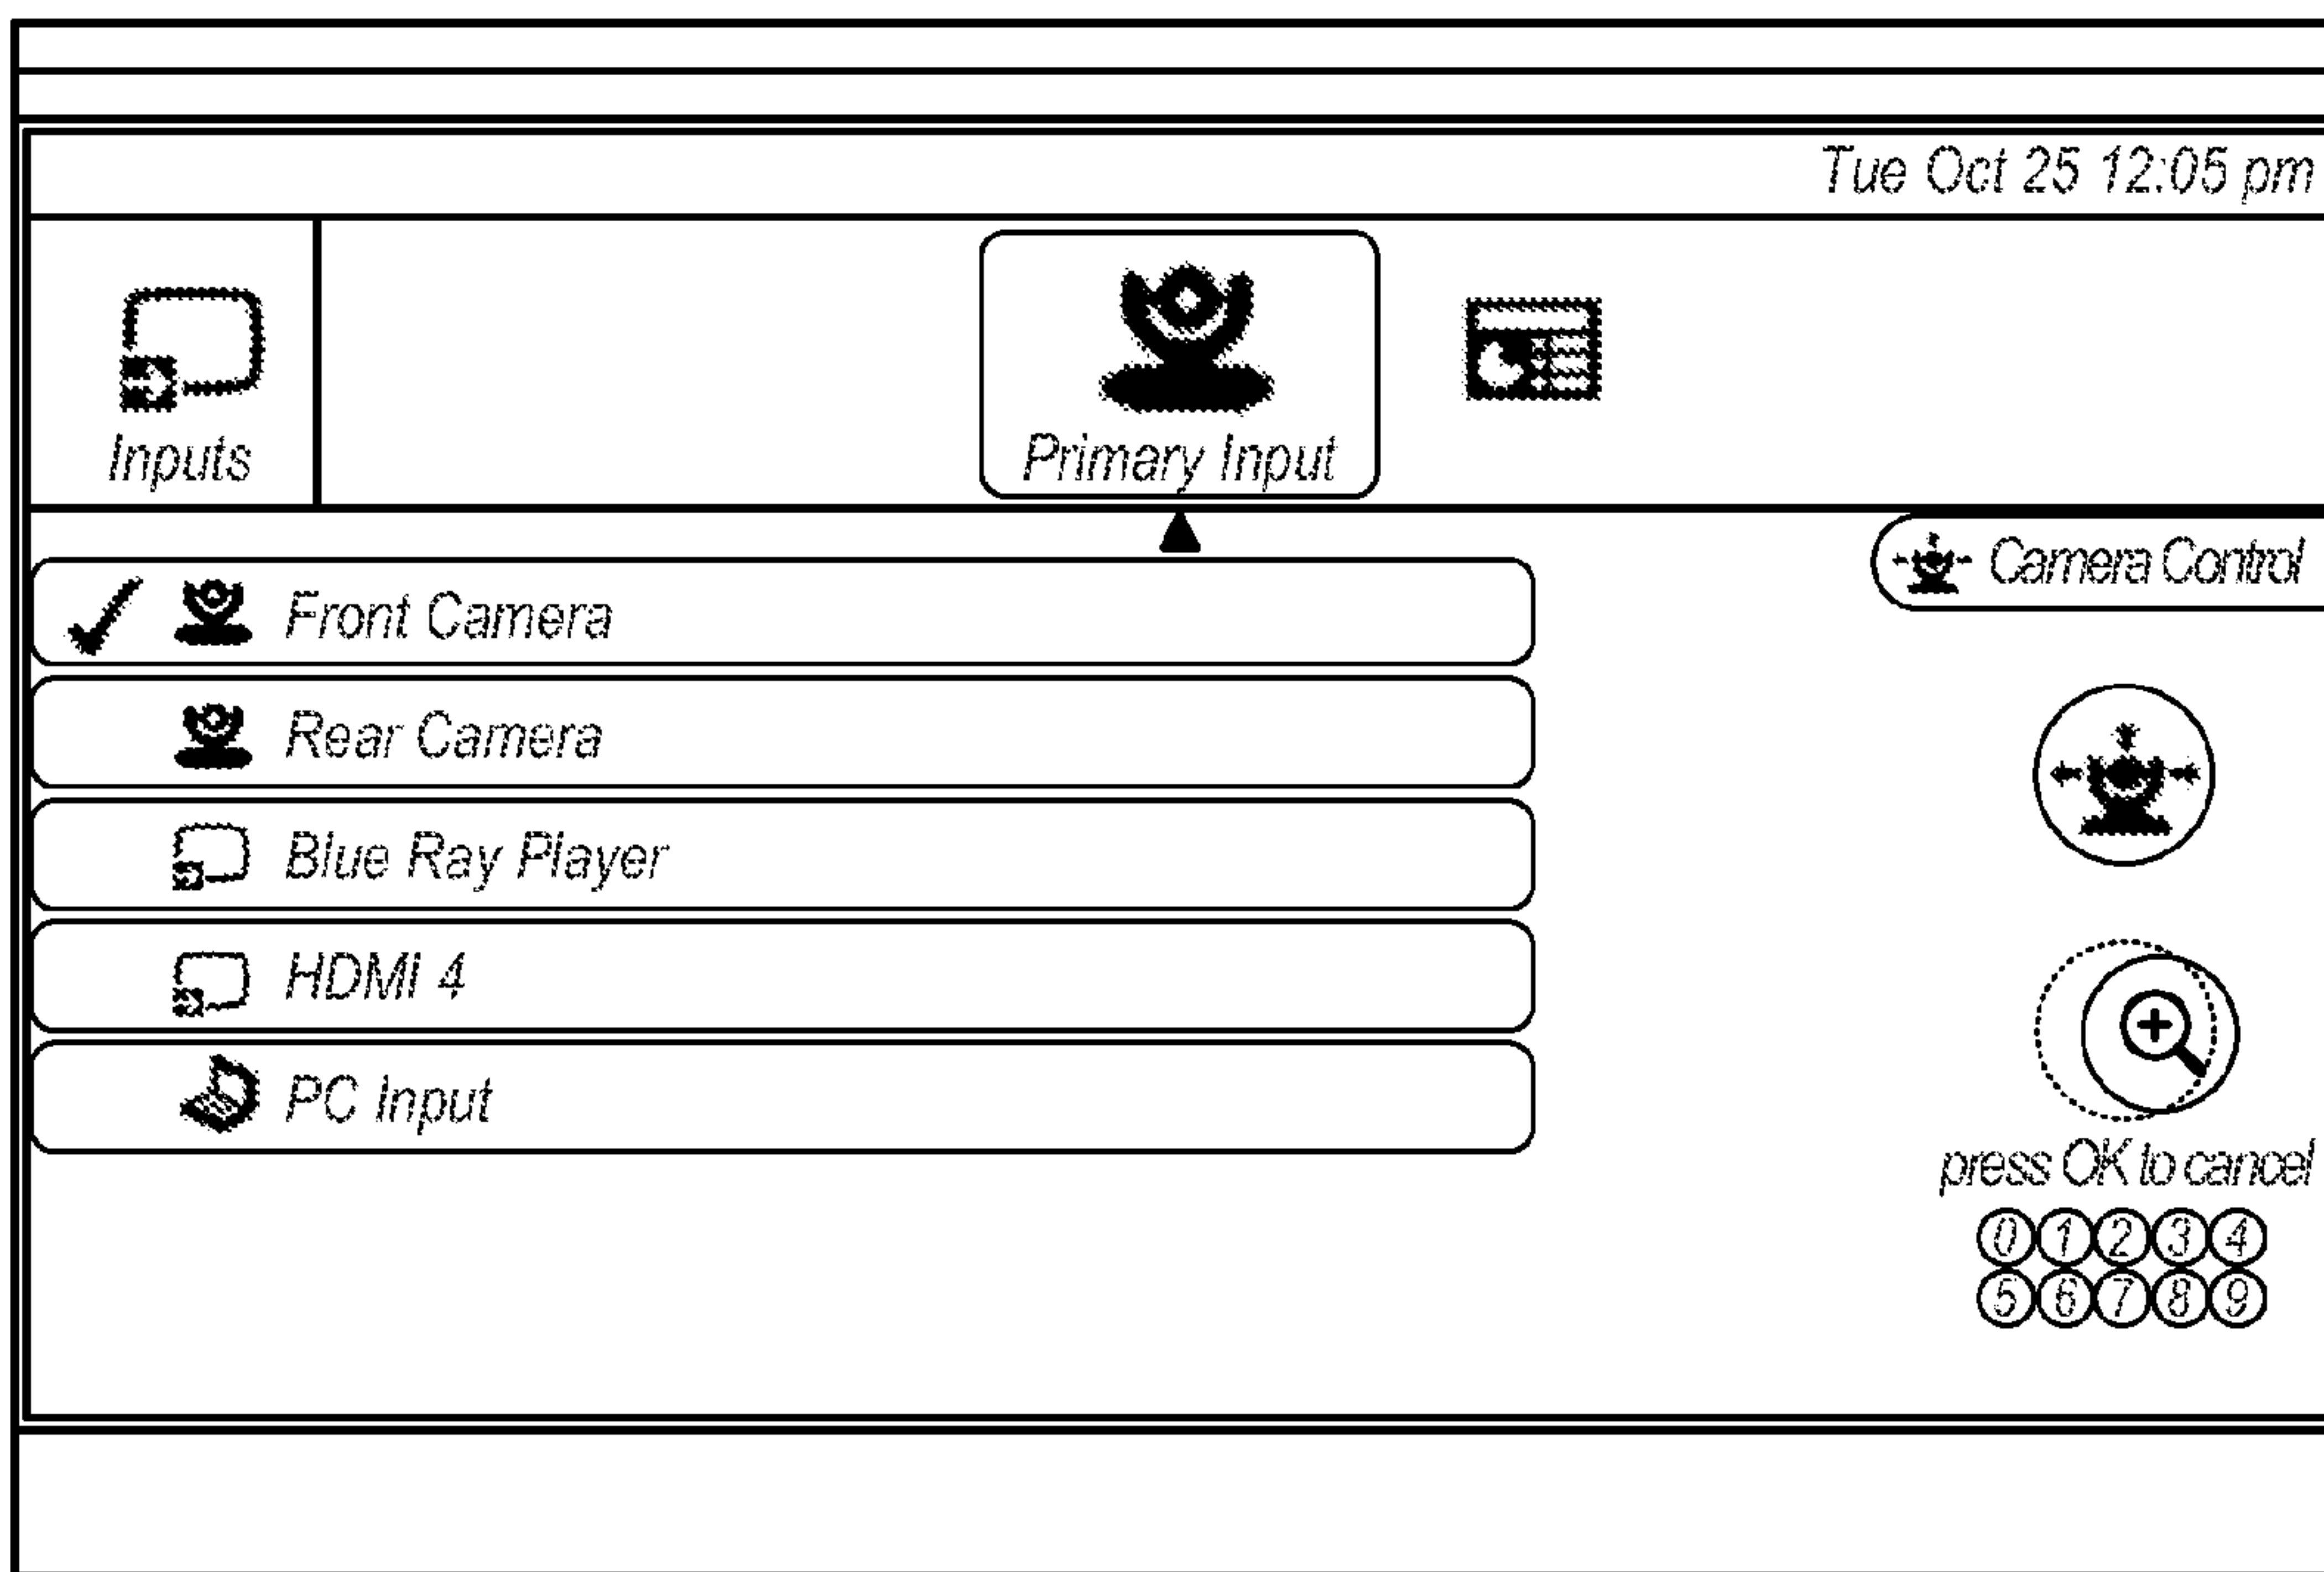 Tue Oct 25 12:05 pm
Inputs
Primary Input
Camera Control
Front Camera
Rear Camera
Blue Ray Player
HDMI 4
PC Input
press OK to cancel
0 1 2 3 4
5 6 7 8 9